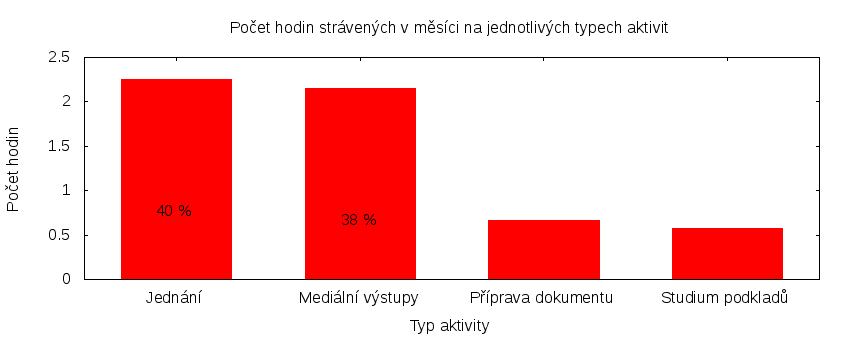 Počet hodin strávených v měsíci na jednotlivých typech aktivit
2.5
2
1.5
1
0.5
0
Počet hodin
40 %
38 %
Jednání
Mediální výstupy
Příprava dokumentu
Studium podkladů
Typ aktivity